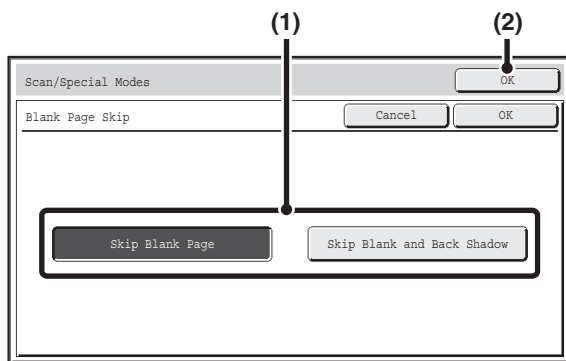 (1) (2)
Scan/Special Modes OK
Blank Page Skip Cancel OK
Skip Blank Page Skip Blank and Back Shadow